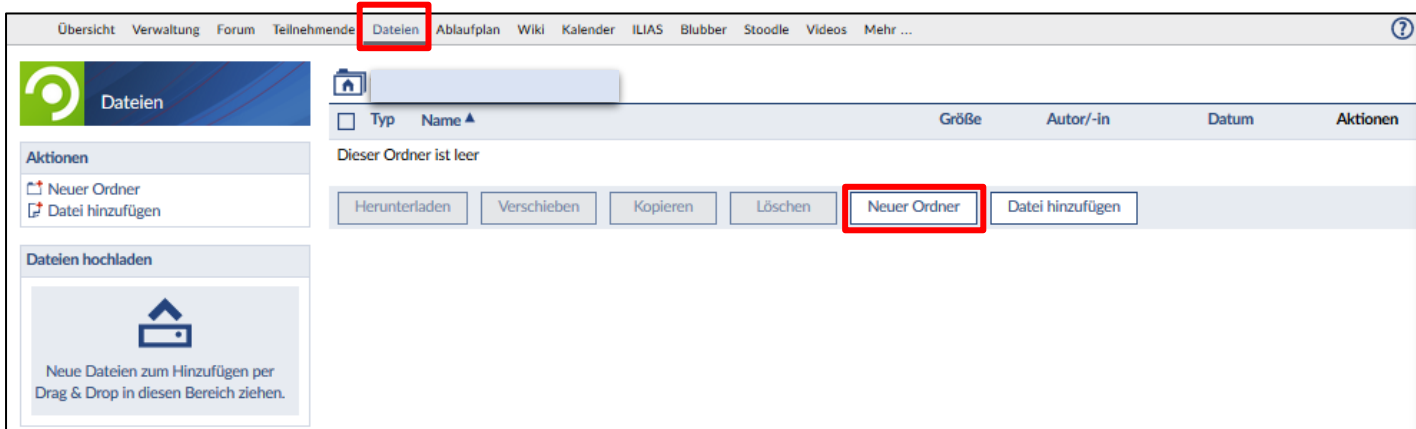 Übersicht Verwaltung Forum Teilnehmende Dateien Ablaufplan Wiki Kalender ILIAS Blubber Stoodle Videos Mehr ...
Dateien
Typ Name Größe Autor/-in Datum Aktionen
Aktionen
Dieser Ordner ist leer
Neuer Ordner
Datei hinzufügen
Herunterladen Verschieben Kopieren Löschen Neuer Ordner Datei hinzufügen
Dateien hochladen
Neue Dateien zum Hinzufügen per
Drag & Drop in diesen Bereich ziehen.